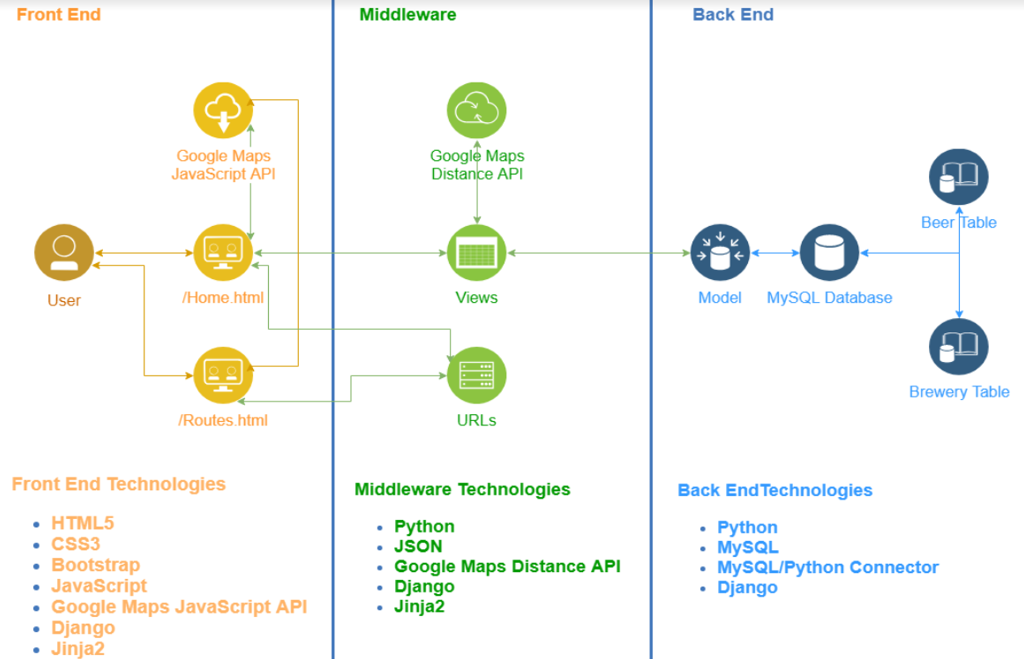 Front End
Middleware
Back End
Google Maps
JavaScript API
Google Maps
Distance API
Beer Table
User
/Home.html
Views
Model
MySQL Database
Brewery Table
/Routes.html
URLs
Front End Technologies
HTML5
CSS3
Bootstrap
JavaScript
Google Maps JavaScript API
Django
Jinja2
Middleware Technologies
Python
JSON
Google Maps Distance API
Django
Jinja2
Back EndTechnologies
Python
MySQL
MySQL/Python Connector
Django